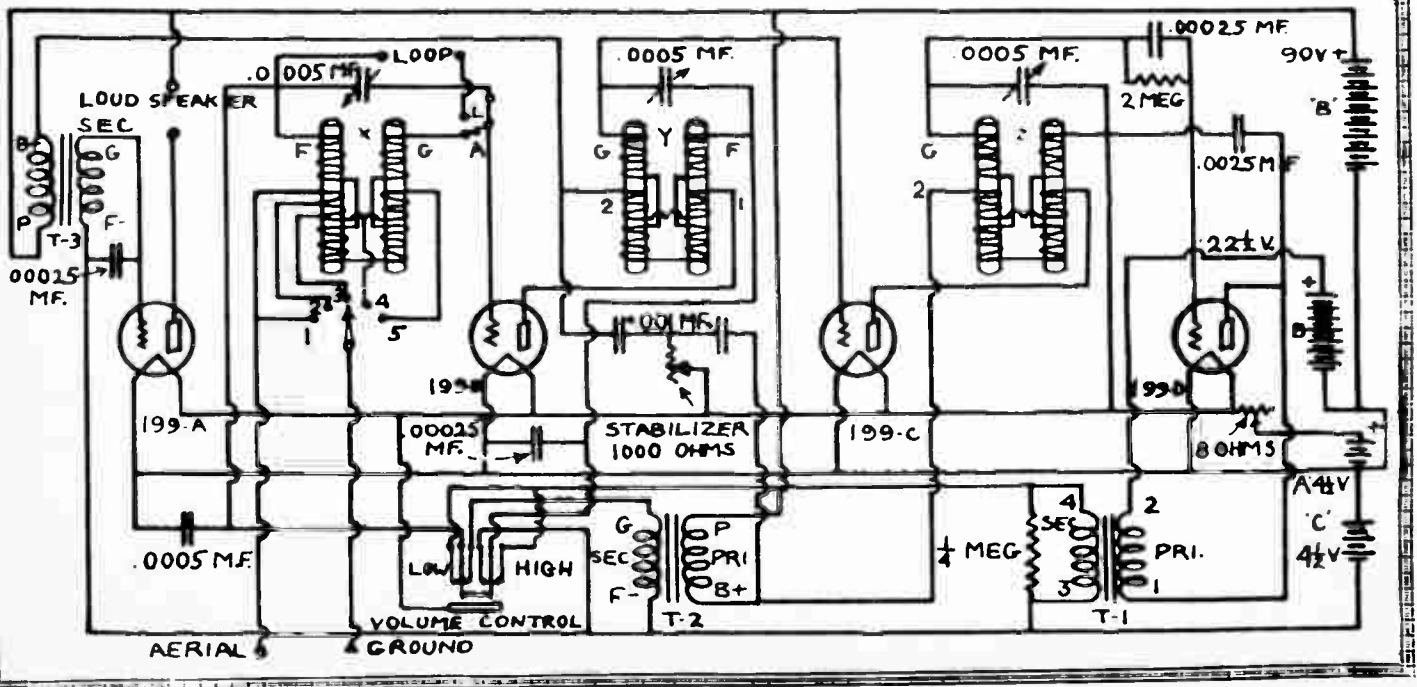 .0005 MF.
LOOP
.0005 MF.
.0005 MF.
.00025 MF.
90V +
"B"
2 MEG
LOUD SPEAKER
SEC
L
B
G
F
X
G
A
G
Y
F
G
.0025 MF
2
1
2
P
F-
T-3
.00025
MF.
22½ V.
+
B
1
2
3
4
5
.001 MF.
199-A
199-C
199-D
.00025
MF.
STABILIZER
1000 OHMS
8 OHMS
+
A 4½V
4
2
G
P
SEC
"C"
4½V
.0005 MF.
LOW
HIGH
SEC
PRI
¼ MEG
PRI.
F-
B+
3
1
T-2
T-1
VOLUME CONTROL
AERIAL
GROUND